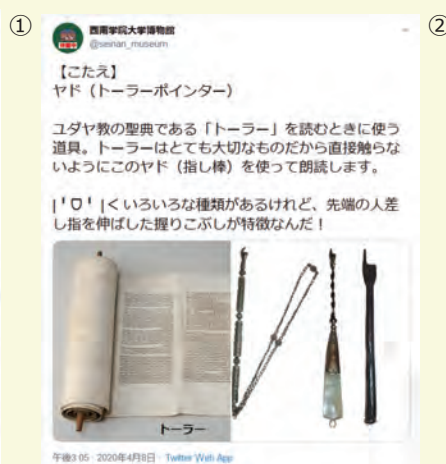 ① ②
西南学院大学博物館
@seinan_museum
【こたえ】
ヤド（トーラーポインター）
ユダヤ教の聖典である「トーラー」を読むときに使う
道具。トーラーはとても大切なものだから直接触らな
いようにこのヤド（指し棒）を使って朗読します。
|╹ロ╹|< いろいろな種類があるけれど、先端の人差
し指を伸ばした握りこぶしが特徴なんだ！
トーラー
午後3:05 · 2020年4月8日 · Twitter Web App